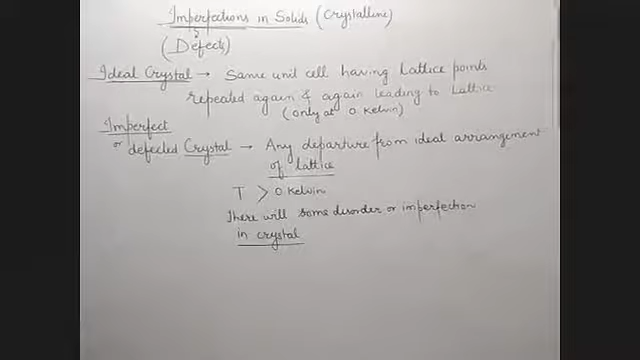 Imperfections in Solids (Crystalline)
(Defects)
Ideal Crystal → Same unit cell having Lattice points
repeated again & again leading to Lattice
(only at 0 Kelvin)
Imperfect
or defected Crystal → Any departure from ideal arrangement
of lattice
T > 0 Kelvin
There will some disorder or imperfection
in crystal